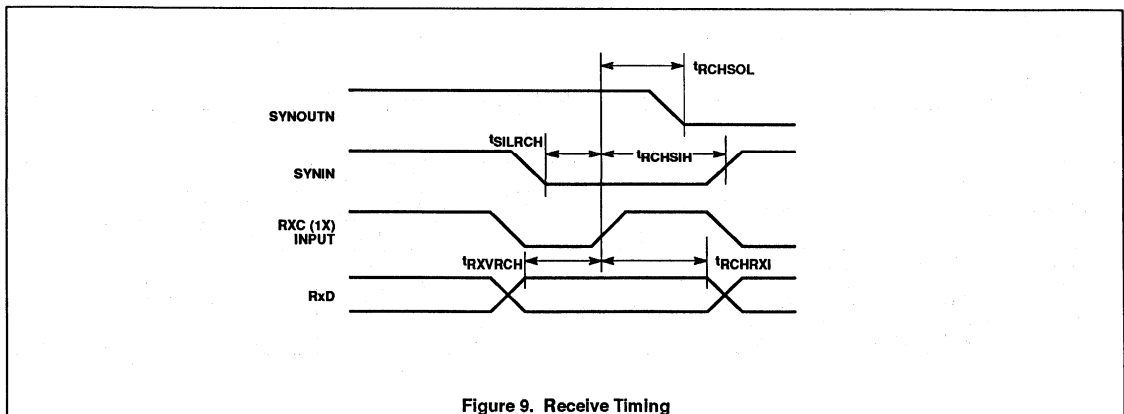 tRCHSOL
SYNOUTN
tSILRCH
tRCHSIH
SYNIN
RXC (1X)
INPUT
tRXVRCH
tRCHRXI
RxD
Figure 9. Receive Timing